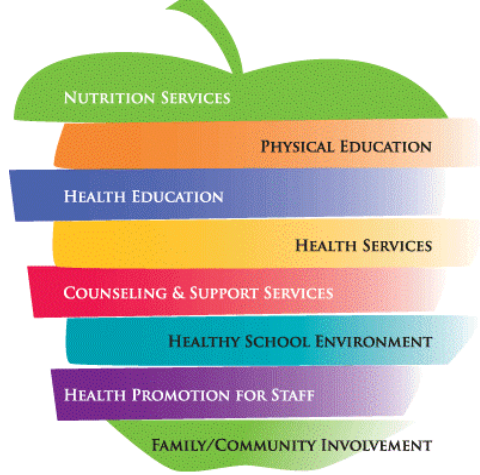 NUTRITION SERVICES
PHYSICAL EDUCATION
HEALTH EDUCATION
HEALTH SERVICES
COUNSELING & SUPPORT SERVICES
HEALTHY SCHOOL ENVIRONMENT
HEALTH PROMOTION FOR STAFF
FAMILY/COMMUNITY INVOLVEMENT